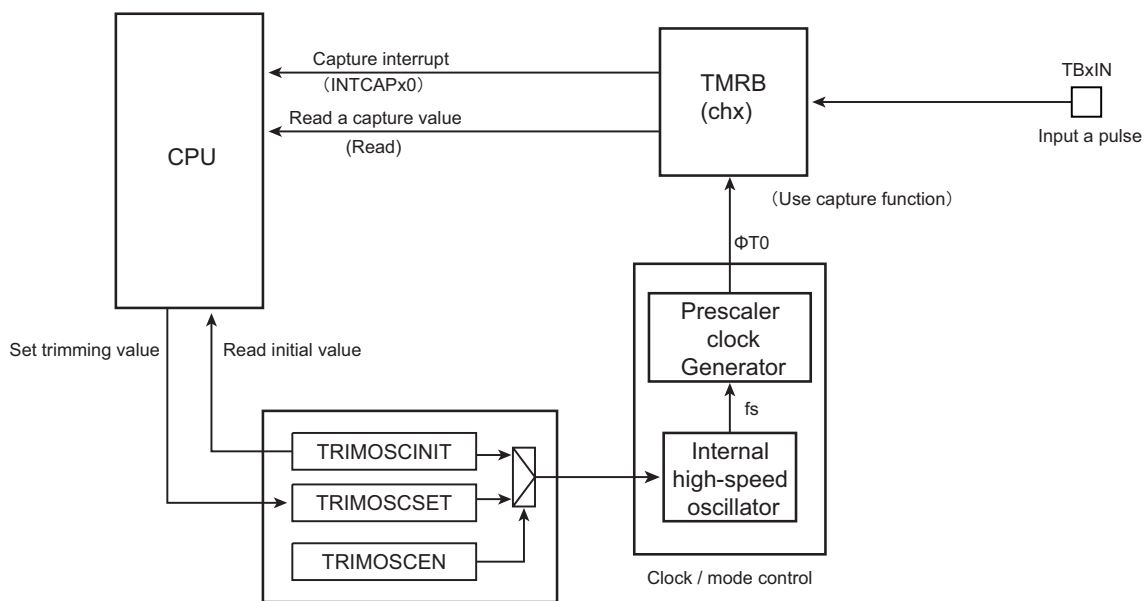 Capture interrupt
（INTCAPx0）
Read a capture value
(Read)
CPU
TMRB
(chx)
TBxIN
Input a pulse
（Use capture function）
ΦT0
Prescaler
clock
Generator
fs
Internal
high-speed
oscillator
Clock / mode control
Set trimming value
Read initial value
TRIMOSCINIT
TRIMOSCSET
TRIMOSCEN